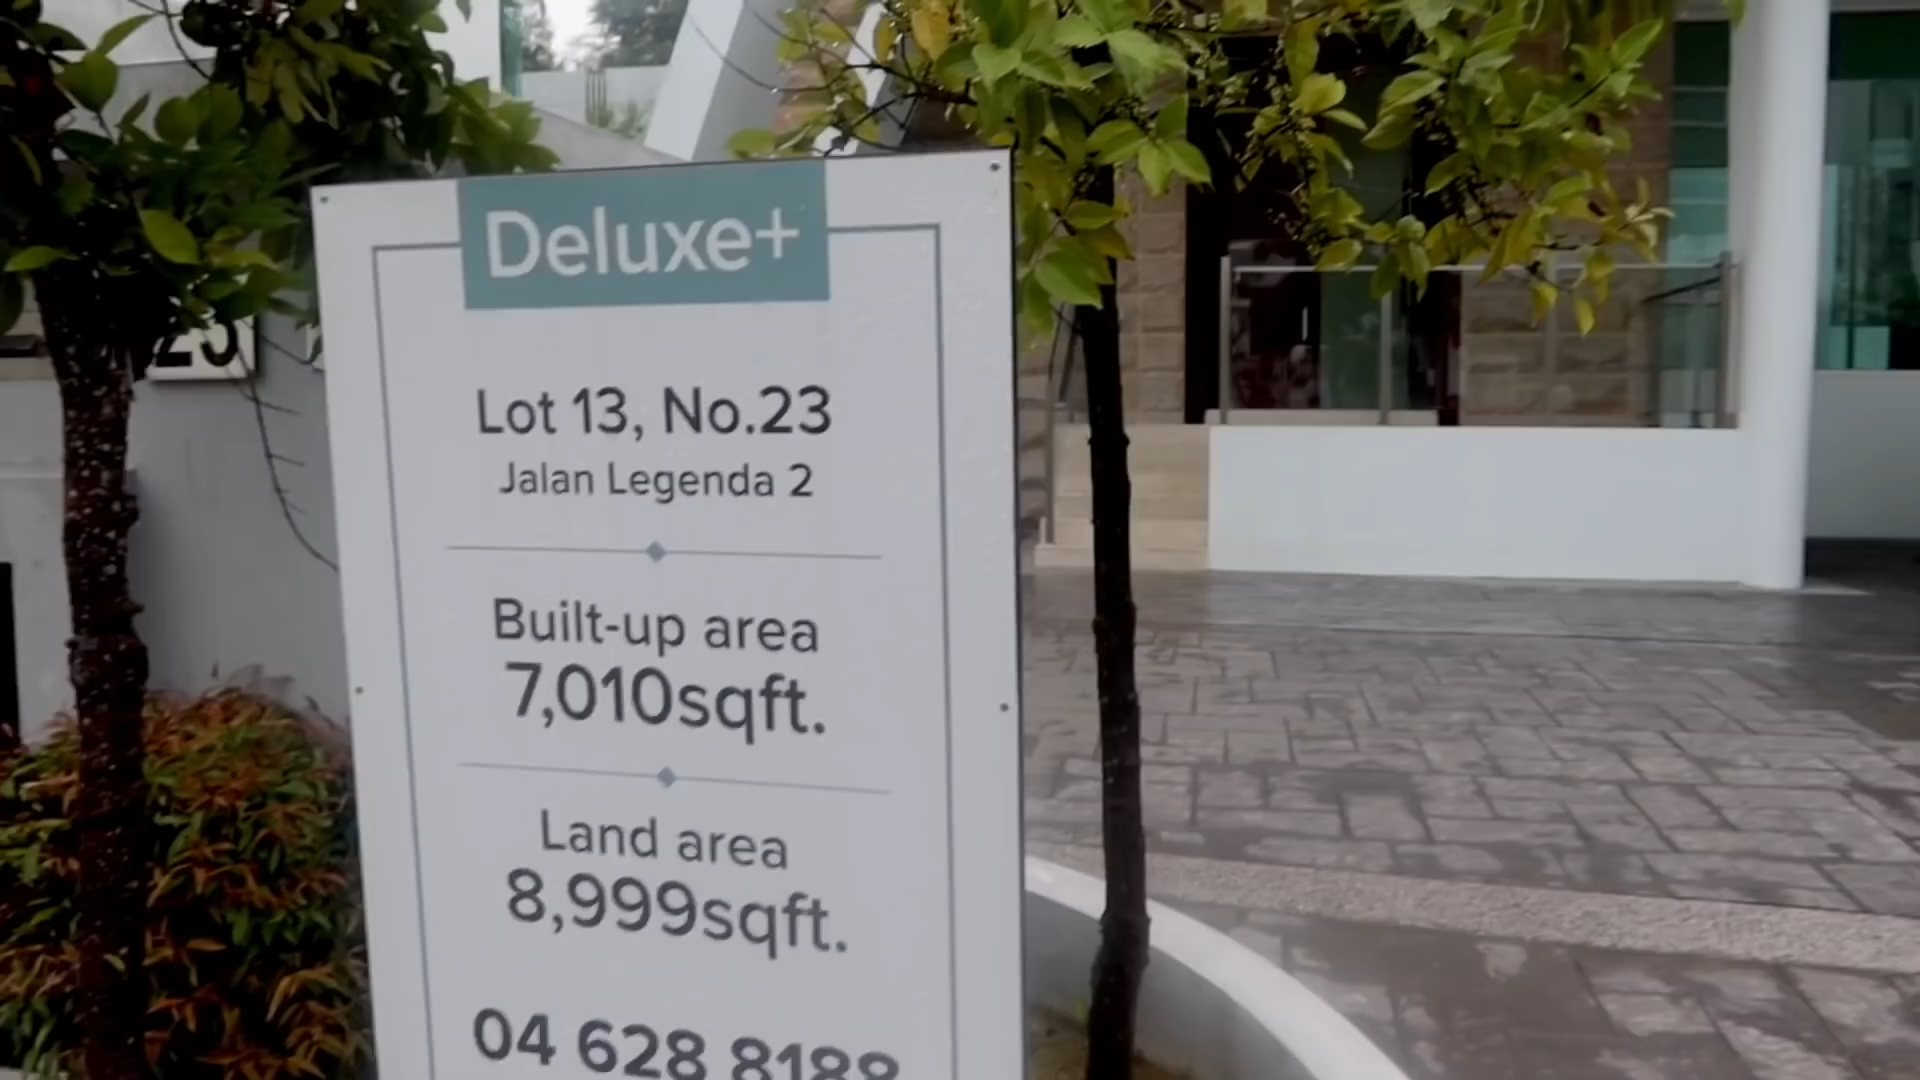 Deluxe+
Lot 13, No.23
Jalan Legenda 2
Built-up area
7,010sqft.
Land area
8,999sqft.
04 628 8188
23